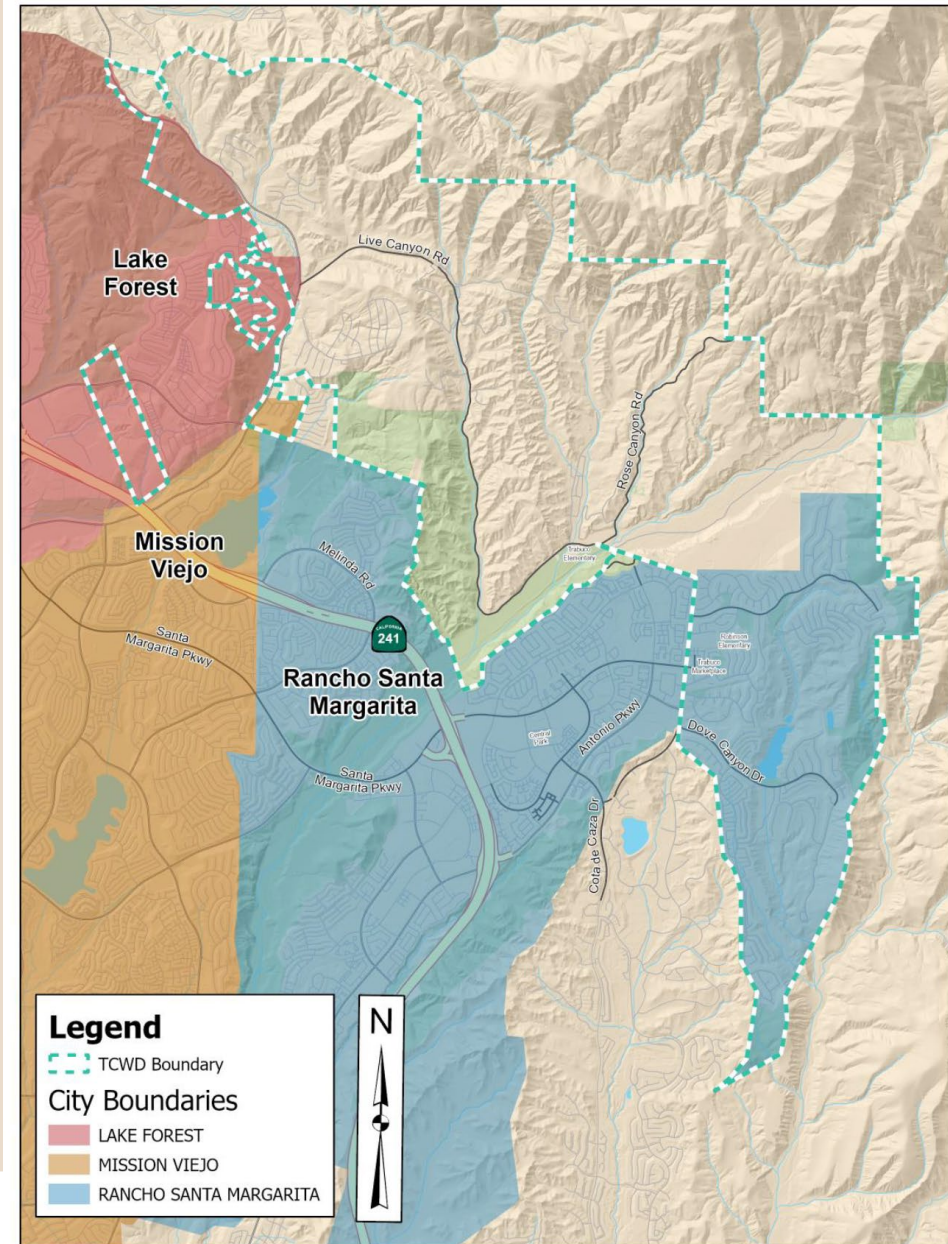 Live Canyon Rd
Lake
Forest
Rose Canyon Rd
Mission
Viejo
Melinda Rd
Trabuco
Elementary
Santa
Margarita Pkwy
CALIFORNIA
241
Robinson
Elementary
Trabuco
Marketplace
Rancho Santa
Margarita
Central
Park
Antonio Pkwy
Dove Canyon Dr
Santa
Margarita Pkwy
Cota de Caza Dr
Legend
TCWD Boundary
City Boundaries
LAKE FOREST
MISSION VIEJO
RANCHO SANTA MARGARITA
N